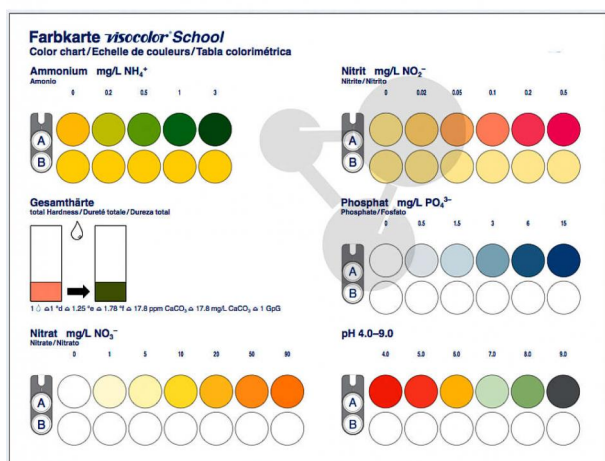 Farbkarte visocolor® School
Color chart/Echelle de couleurs/Tabla colorimétrica
Ammonium mg/L NH₄⁺
Amonio
0 0.2 0.5 1 3
A
B
Nitrit mg/L NO₂⁻
Nitrite/Nitrito
0 0.02 0.05 0.1 0.2 0.5
A
B
Gesamthärte
total Hardness/Dureté totale/Dureza total
1 💧 ≙ 1 °d ≙ 1.25 °e ≙ 1.78 °f ≙ 17.8 ppm CaCO₃ ≙ 17.8 mg/L CaCO₃ ≙ 1 GpG
Phosphat mg/L PO₄³⁻
Phosphate/Fosfato
0 0.5 1.5 3 6 15
A
B
Nitrat mg/L NO₃⁻
Nitrate/Nitrato
0 1 5 10 20 50 90
A
B
pH 4.0–9.0
4.0 5.0 6.0 7.0 8.0 9.0
A
B